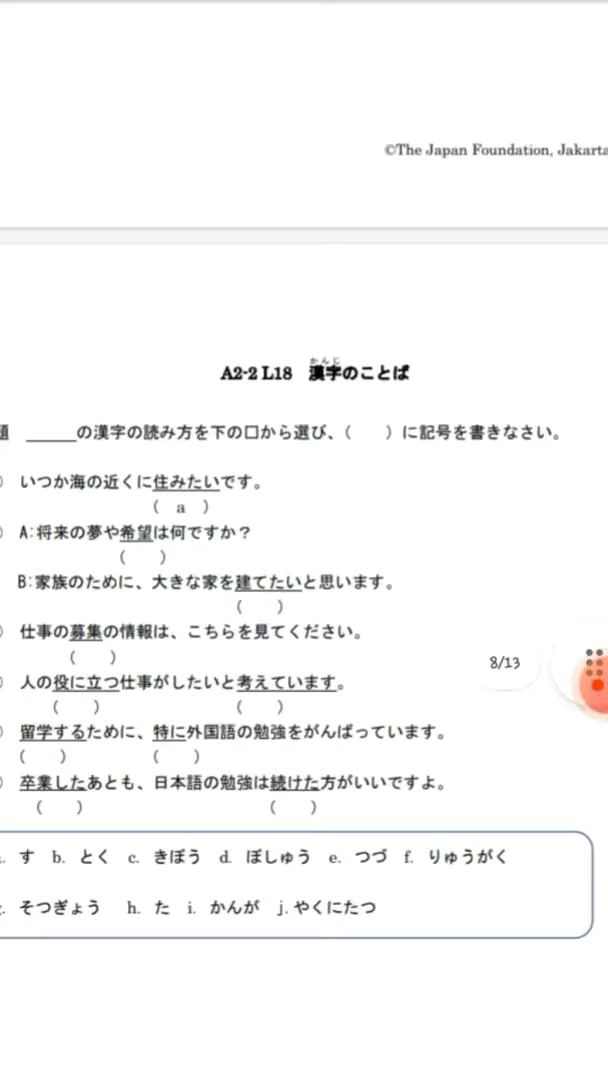 ©The Japan Foundation, Jakarta
かんじ
A2-2 L18 漢字のことば
題 _____の漢字の読み方を下の□から選び、(　)に記号を書きなさい。
) いつか海の近くに住みたいです。
( a )
) A:将来の夢や希望は何ですか？
(　)
B:家族のために、大きな家を建てたいと思います。
(　)
) 仕事の募集の情報は、こちらを見てください。
(　)
8/13
) 人の役に立つ仕事がしたいと考えています。
(　) (　)
) 留学するために、特に外国語の勉強をがんばっています。
(　) (　)
) 卒業したあとも、日本語の勉強は続けた方がいいですよ。
(　) (　)
. す b. とく c. きぼう d. ぼしゅう e. つづ f. りゅうがく
. そつぎょう h. た i. かんが j. やくにたつ